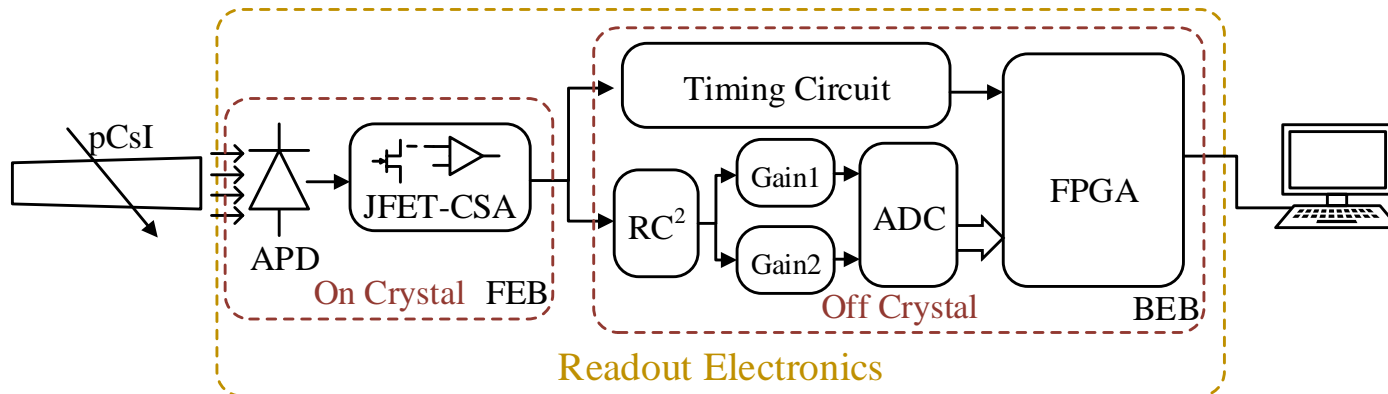 pCsI
APD
JFET-CSA
On Crystal
FEB
Timing Circuit
RC²
Gain1
Gain2
ADC
FPGA
Off Crystal
BEB
Readout Electronics